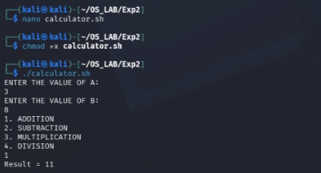 ┌──(kali㉿kali)-[~/OS_LAB/Exp2]
└─$ nano calculator.sh
┌──(kali㉿kali)-[~/OS_LAB/Exp2]
└─$ chmod +x calculator.sh
┌──(kali㉿kali)-[~/OS_LAB/Exp2]
└─$ ./calculator.sh
ENTER THE VALUE OF A:
3
ENTER THE VALUE OF B:
8
1. ADDITION
2. SUBTRACTION
3. MULTIPLICATION
4. DIVISION
1
Result = 11